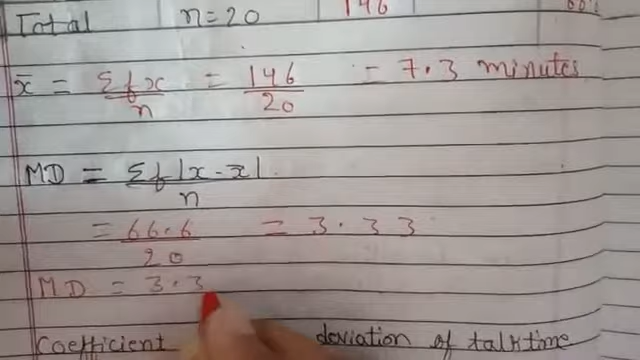 Total n=20 146
x̄ = Σfx/n = 146/20 = 7.3 minutes
MD = Σf|x-x̄|/n
= 66.6/20 = 3.33
MD = 3.3
Coefficient deviation of talktime